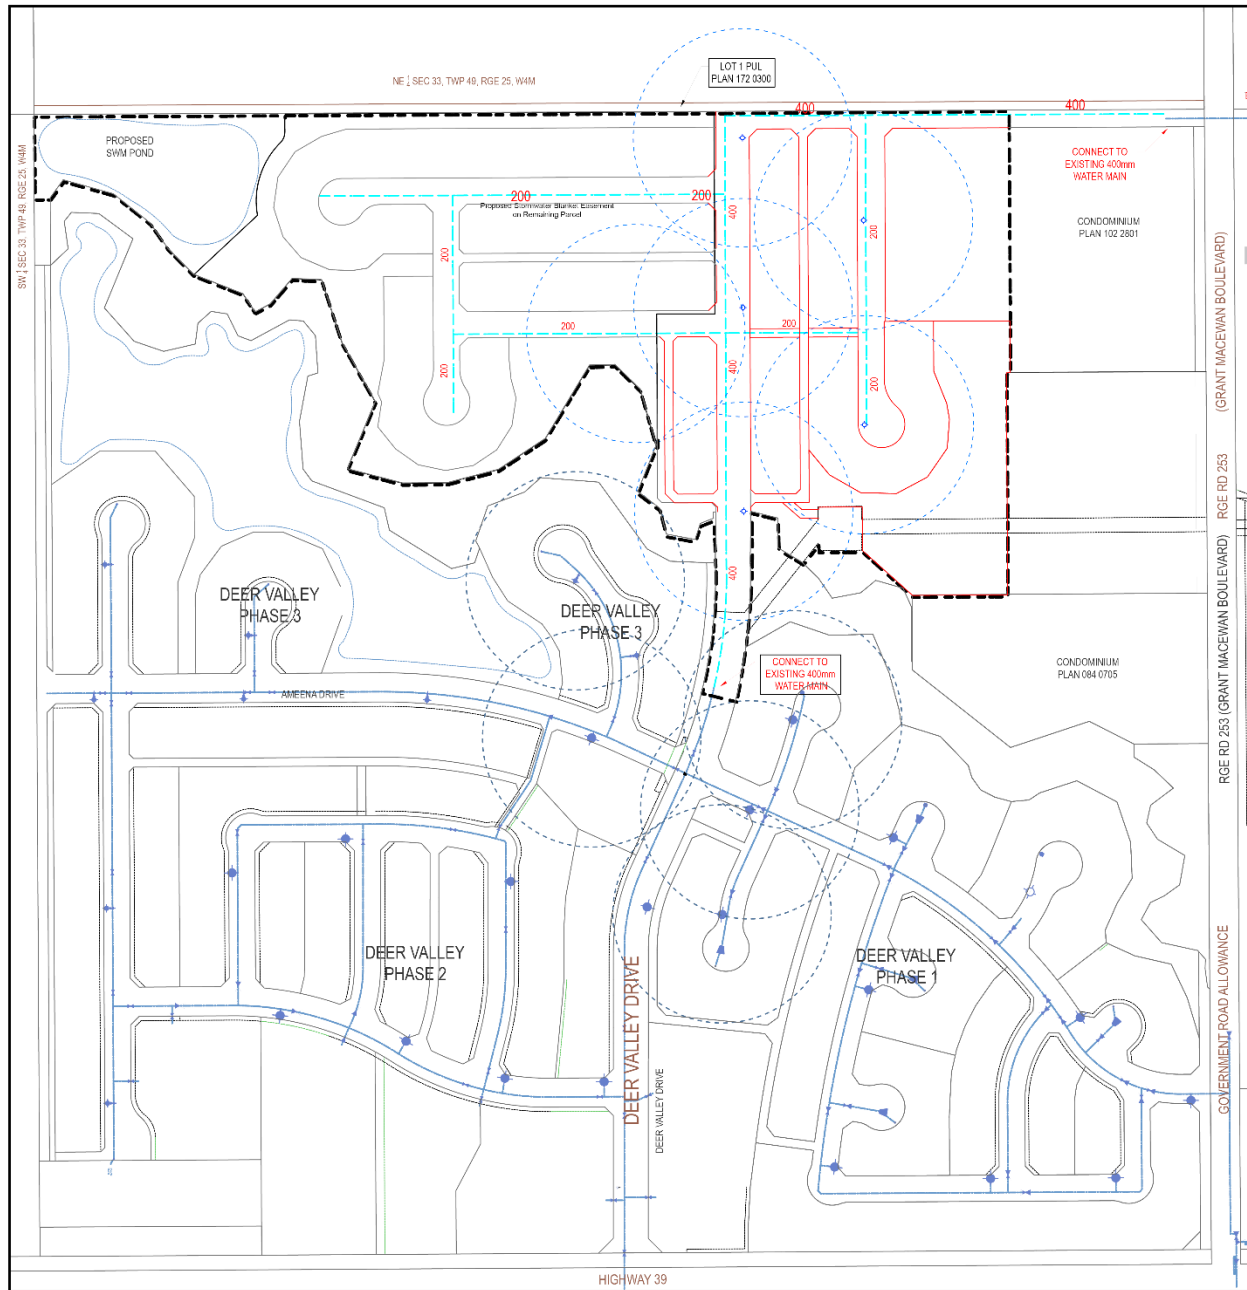 LOT 1 PUL
PLAN 172 0300
NE 1/4 SEC 33, TWP 49, RGE 25, W4M
400
400
PROPOSED
SWM POND
CONNECT TO
EXISTING 400mm
WATER MAIN
SW 1/4 SEC 33, TWP 49, RGE 25, W4M
200
200
Proposed Stormwater Blanket Easement
on Remaining Parcel
400
200
CONDOMINIUM
PLAN 102 2801
(GRANT MACEWAN BOULEVARD)
200
200
200
200
400
200
RGE RD 253
400
DEER VALLEY
PHASE 3
DEER VALLEY
PHASE 3
RGE RD 253 (GRANT MACEWAN BOULEVARD)
CONNECT TO
EXISTING 400mm
WATER MAIN
CONDOMINIUM
PLAN 084 0705
AMEENA DRIVE
DEER VALLEY
PHASE 2
DEER VALLEY
PHASE 1
DEER VALLEY DRIVE
DEER VALLEY DRIVE
GOVERNMENT ROAD ALLOWANCE
HIGHWAY 39